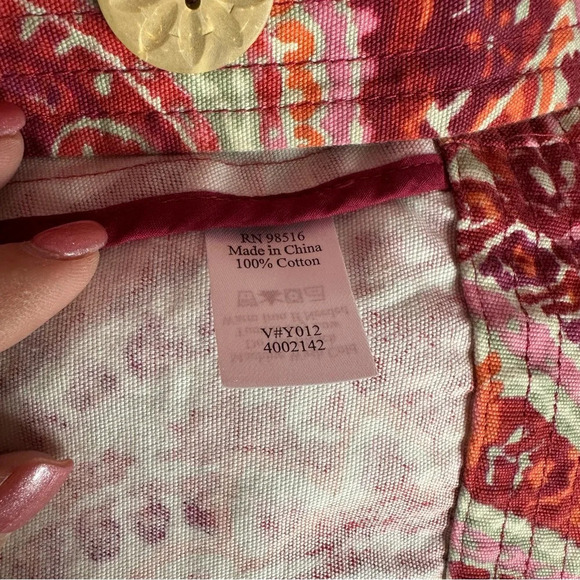 RN 98516
Made in China
100% Cotton
V#Y012
4002142